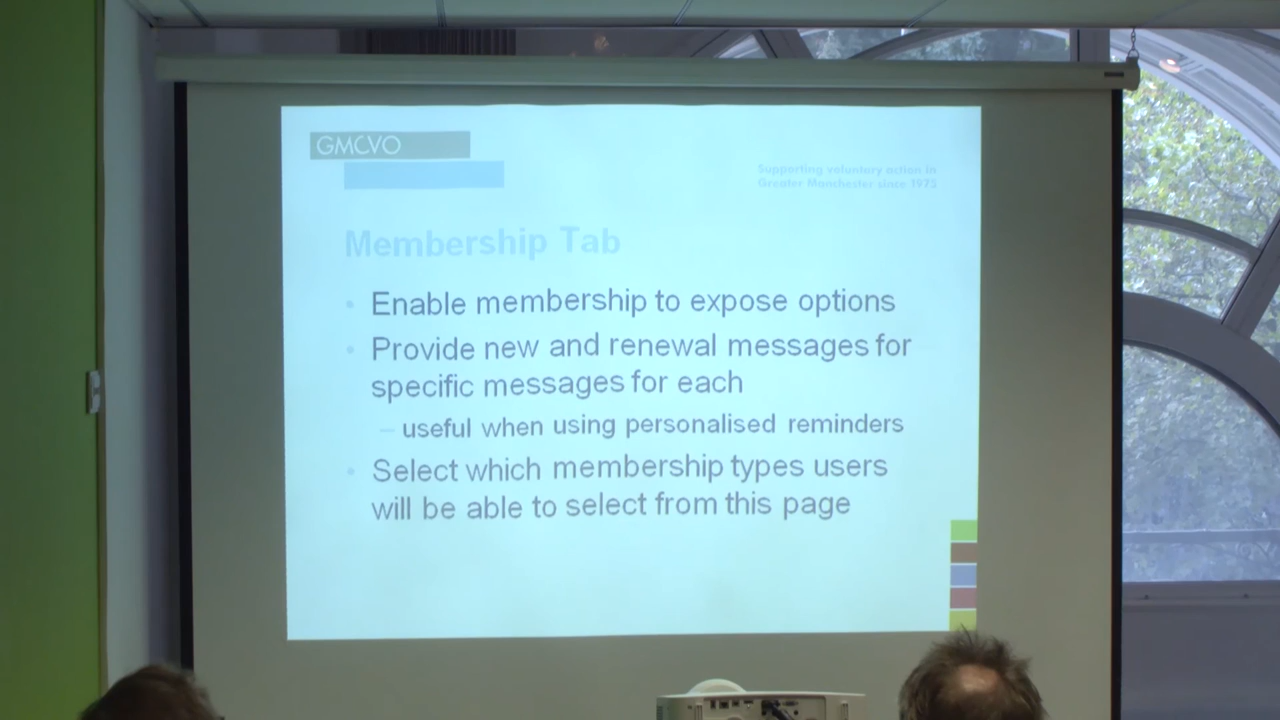 GMCVO
Supporting voluntary action in
Greater Manchester since 1975
Membership Tab
• Enable membership to expose options
• Provide new and renewal messages for
specific messages for each
– useful when using personalised reminders
• Select which membership types users
will be able to select from this page